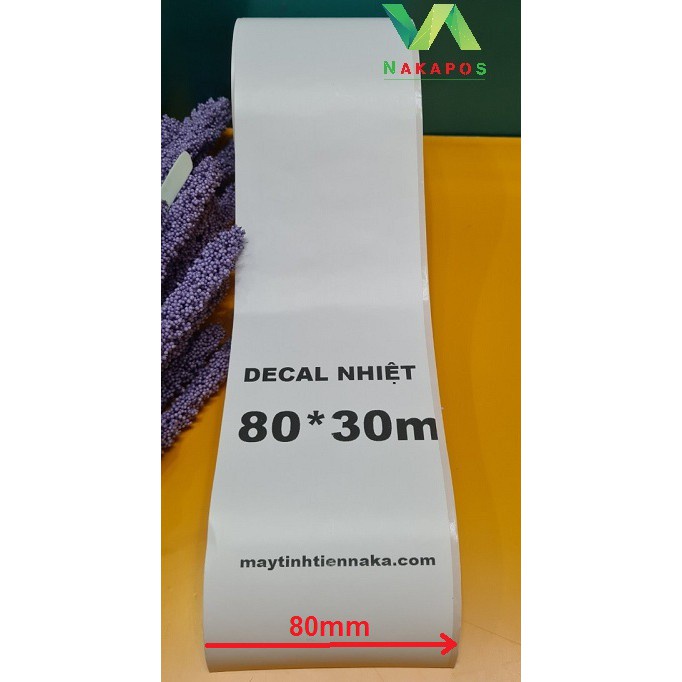 NAKAPOS
DECAL NHIỆT
80*30m
maytinhtiennaka.com
80mm